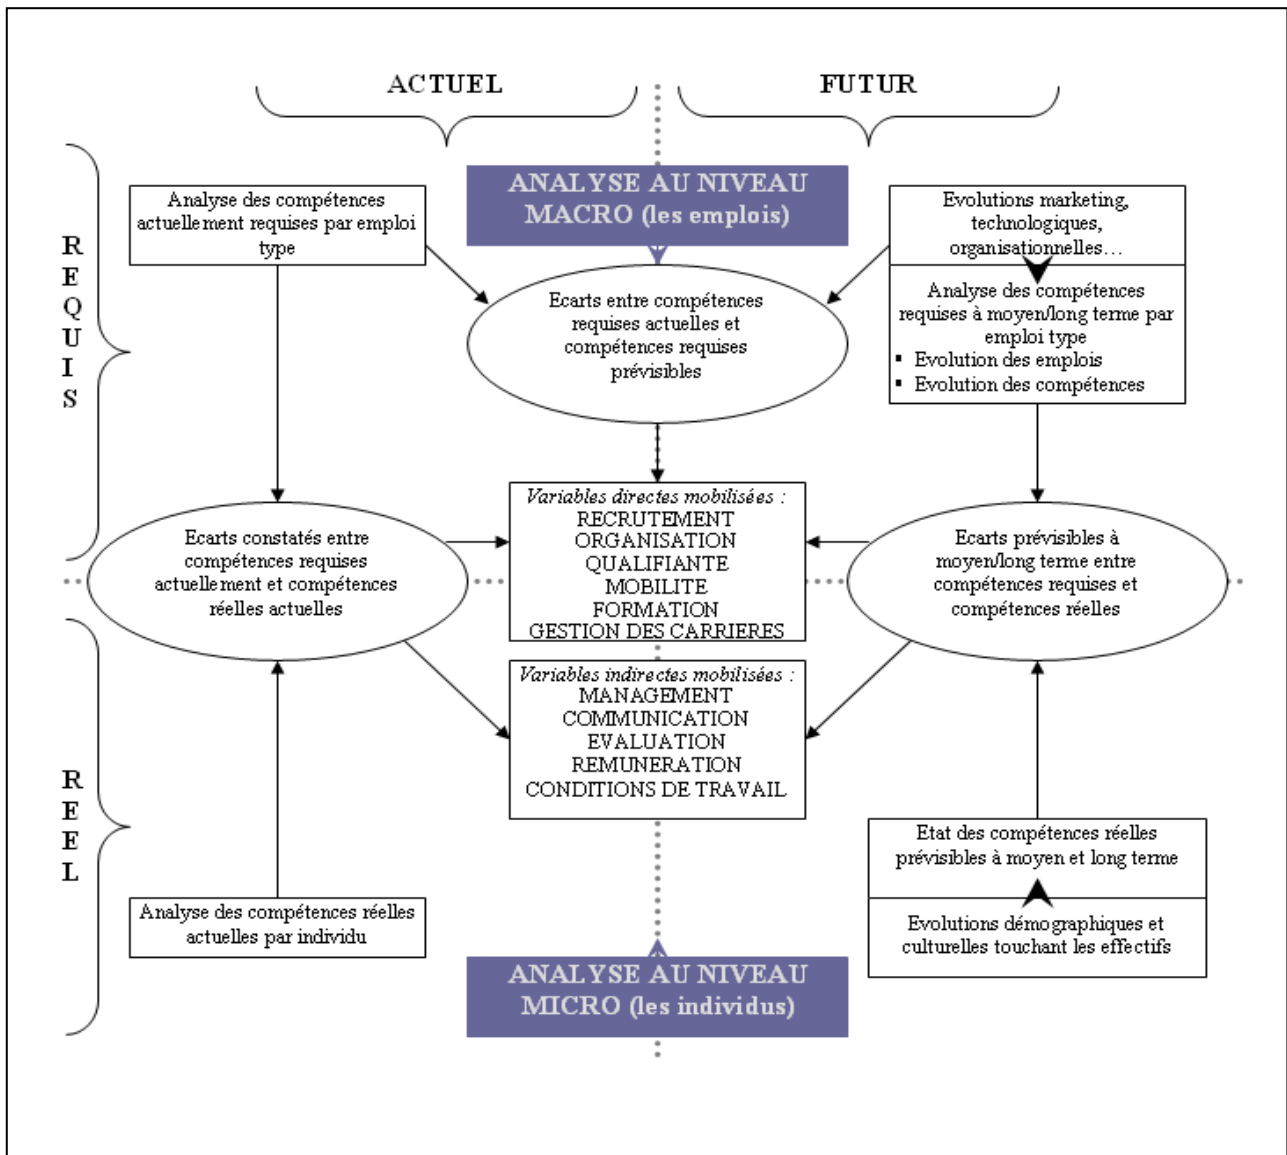 ACTUEL
FUTUR
REQUIS
ANALYSE AU NIVEAU
MACRO (les emplois)
Analyse des compétences
actuellement requises par emploi
type
Evolutions marketing,
technologiques,
organisationnelles…
Analyse des compétences
requises à moyen/long terme par
emploi type
▪ Evolution des emplois
▪ Evolution des compétences
Ecarts entre compétences
requises actuelles et
compétences requises
prévisibles
Ecarts constatés entre
compétences requises
actuellement et compétences
réelles actuelles
Variables directes mobilisées :
RECRUTEMENT
ORGANISATION
QUALIFIANTE
MOBILITE
FORMATION
GESTION DES CARRIERES
Ecarts prévisibles à
moyen/long terme entre
compétences requises et
compétences réelles
REEL
Variables indirectes mobilisées :
MANAGEMENT
COMMUNICATION
EVALUATION
REMUNERATION
CONDITIONS DE TRAVAIL
Analyse des compétences réelles
actuelles par individu
Etat des compétences réelles
prévisibles à moyen et long terme
Evolutions démographiques et
culturelles touchant les effectifs
ANALYSE AU NIVEAU
MICRO (les individus)